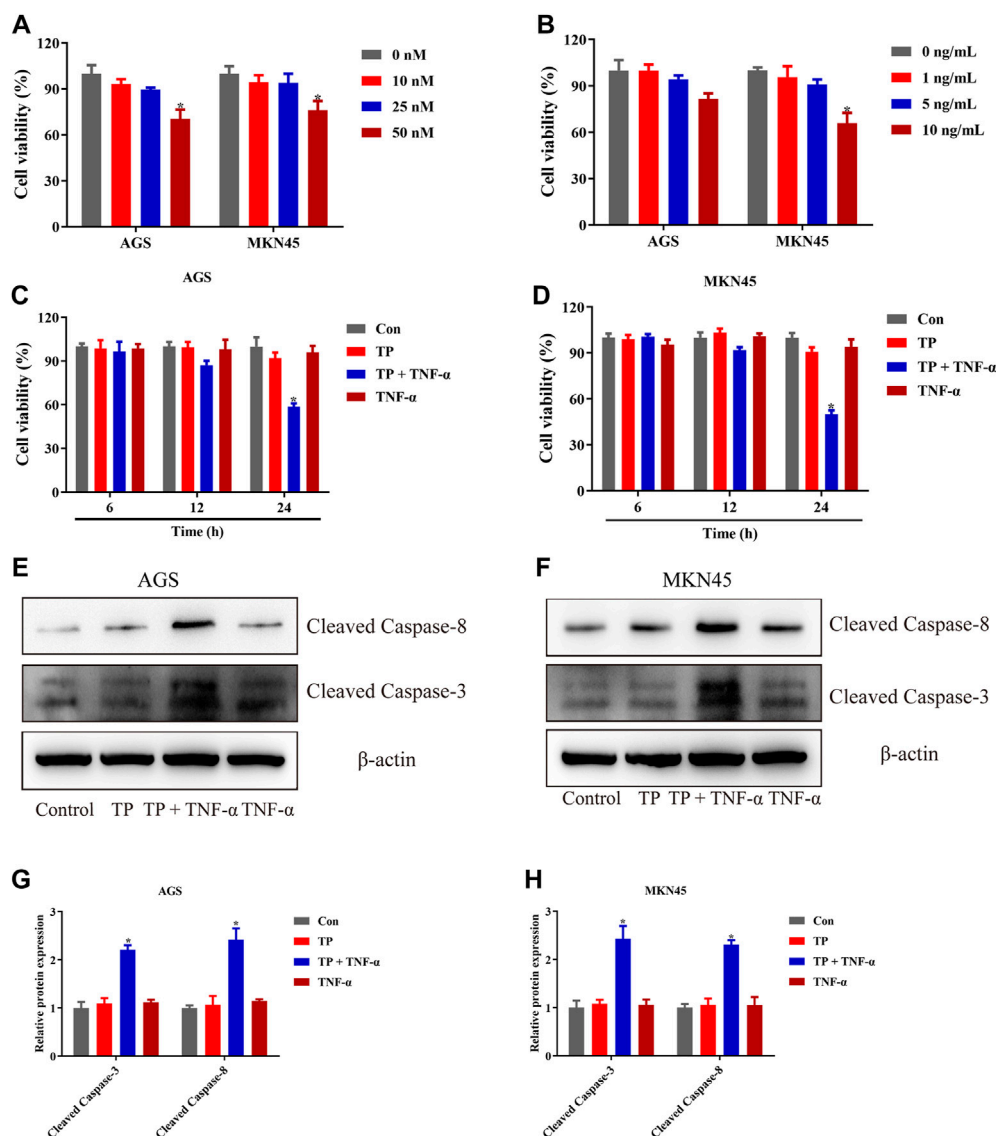 A
Cell viability (%)
120
90
60
30
0
AGS
MKN45
0 nM
10 nM
25 nM
50 nM
*
*
B
Cell viability (%)
120
90
60
30
0
AGS
MKN45
0 ng/mL
1 ng/mL
5 ng/mL
10 ng/mL
*
C
AGS
Cell viability (%)
120
90
60
30
0
6
12
24
Time (h)
Con
TP
TP + TNF-α
TNF-α
*
D
MKN45
Cell viability (%)
120
90
60
30
0
6
12
24
Time (h)
Con
TP
TP + TNF-α
TNF-α
*
E
AGS
Cleaved Caspase-8
Cleaved Caspase-3
β-actin
Control TP TP + TNF-α TNF-α
F
MKN45
Cleaved Caspase-8
Cleaved Caspase-3
β-actin
Control TP TP + TNF-α TNF-α
G
AGS
Relative protein expression
3
2
1
0
Cleaved Caspase-3
Cleaved Caspase-8
Con
TP
TP + TNF-α
TNF-α
*
*
H
MKN45
Relative protein expression
3
2
1
0
Cleaved Caspase-3
Cleaved Caspase-8
Con
TP
TP + TNF-α
TNF-α
*
*